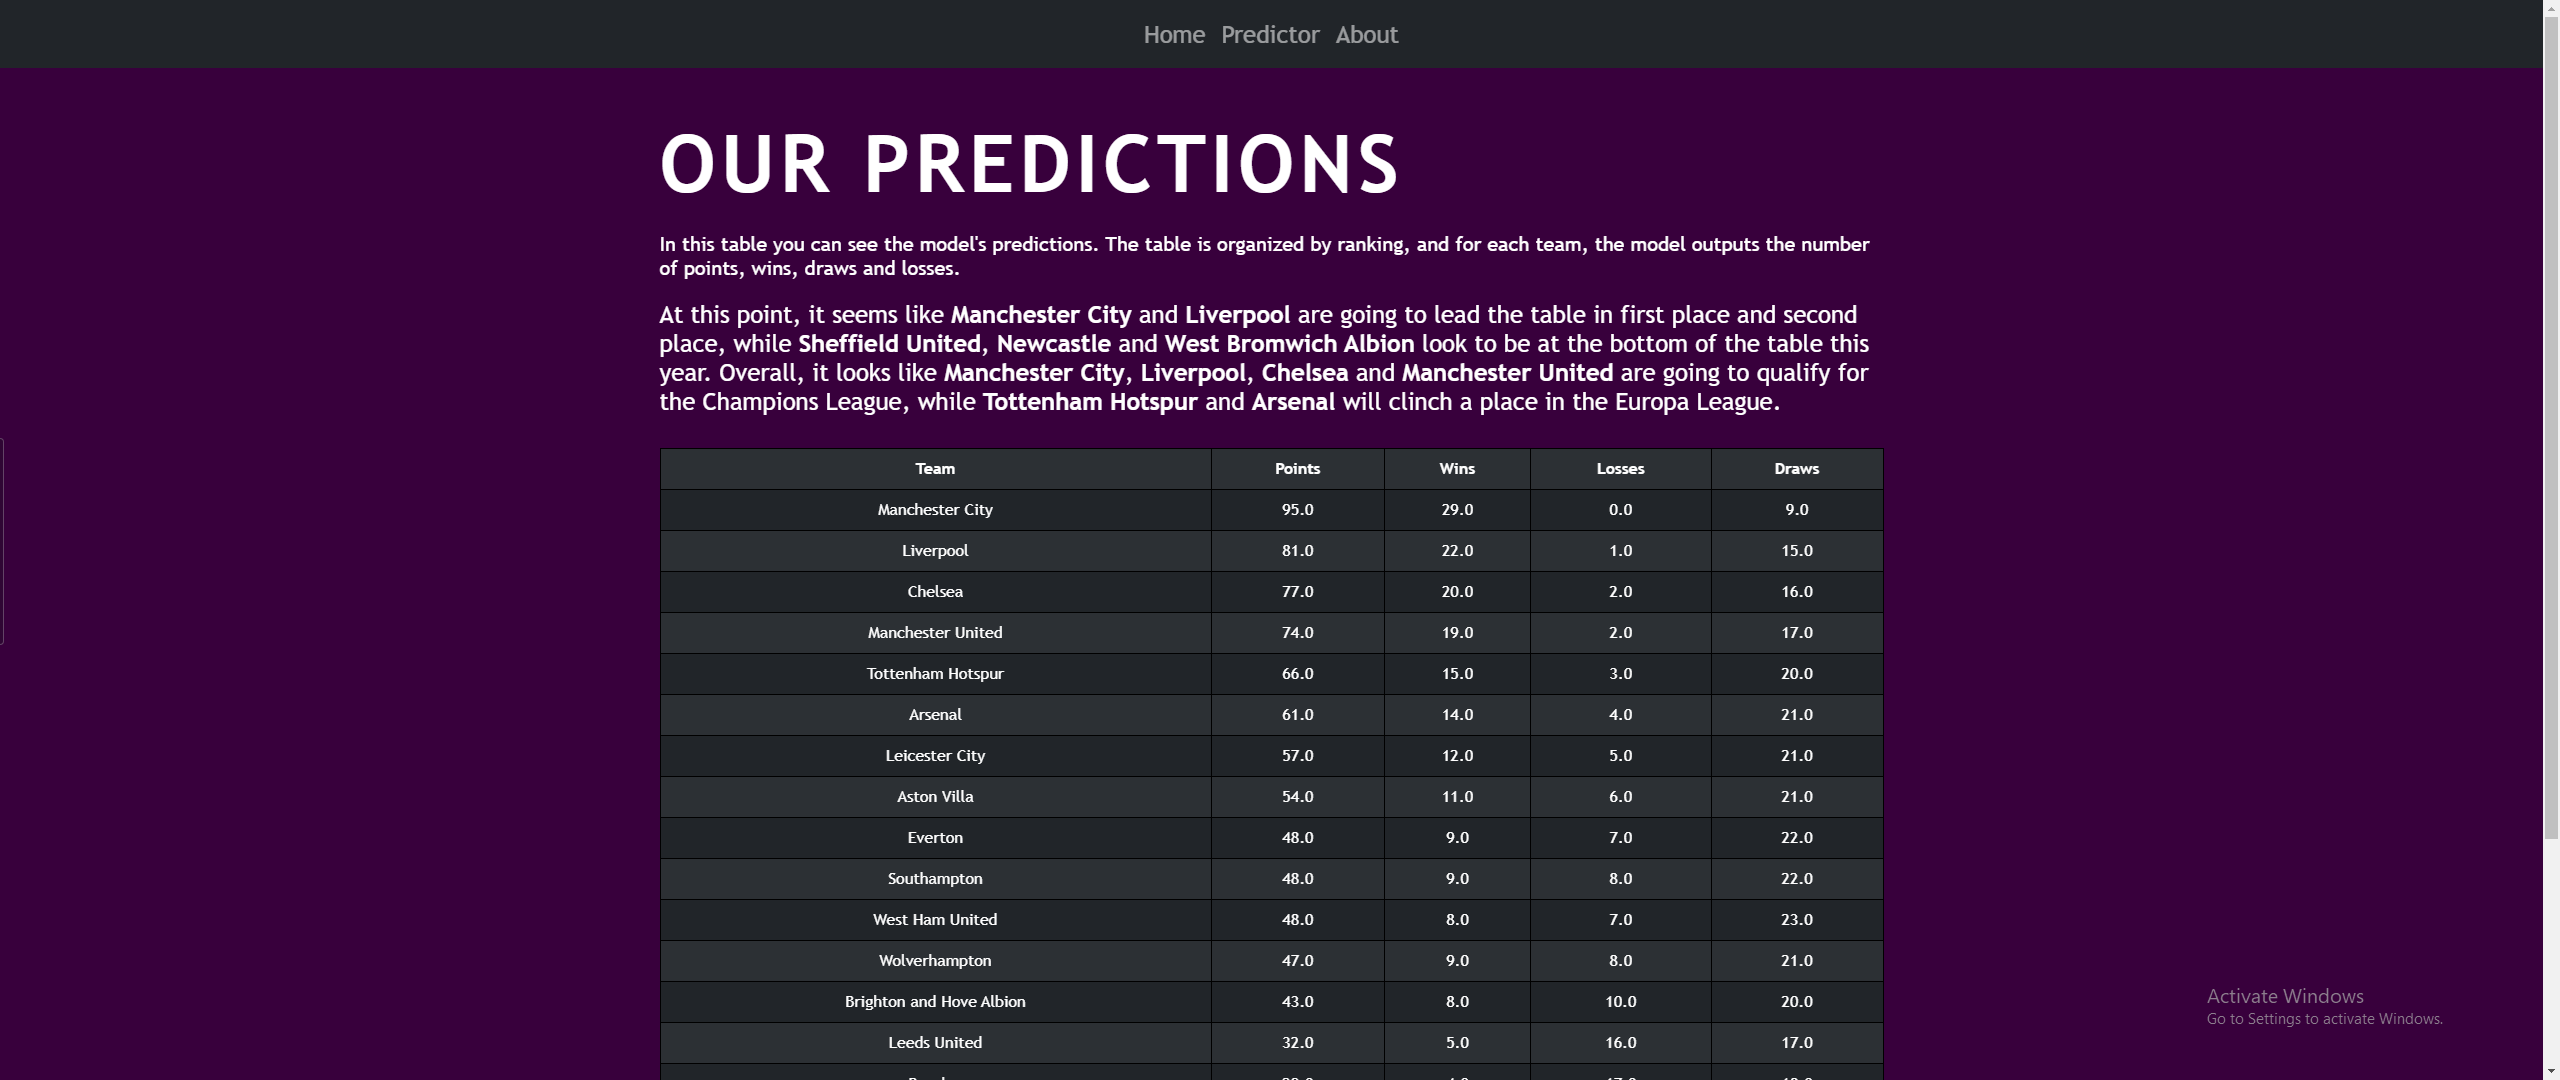 Home Predictor About
OUR PREDICTIONS
In this table you can see the model's predictions. The table is organized by ranking, and for each team, the model outputs the number
of points, wins, draws and losses.
At this point, it seems like Manchester City and Liverpool are going to lead the table in first place and second
place, while Sheffield United, Newcastle and West Bromwich Albion look to be at the bottom of the table this
year. Overall, it looks like Manchester City, Liverpool, Chelsea and Manchester United are going to qualify for
the Champions League, while Tottenham Hotspur and Arsenal will clinch a place in the Europa League.
Team Points Wins Losses Draws
Manchester City 95.0 29.0 0.0 9.0
Liverpool 81.0 22.0 1.0 15.0
Chelsea 77.0 20.0 2.0 16.0
Manchester United 74.0 19.0 2.0 17.0
Tottenham Hotspur 66.0 15.0 3.0 20.0
Arsenal 61.0 14.0 4.0 21.0
Leicester City 57.0 12.0 5.0 21.0
Aston Villa 54.0 11.0 6.0 21.0
Everton 48.0 9.0 7.0 22.0
Southampton 48.0 9.0 8.0 22.0
West Ham United 48.0 8.0 7.0 23.0
Wolverhampton 47.0 9.0 8.0 21.0
Brighton and Hove Albion 43.0 8.0 10.0 20.0
Leeds United 32.0 5.0 16.0 17.0
Activate Windows
Go to Settings to activate Windows.